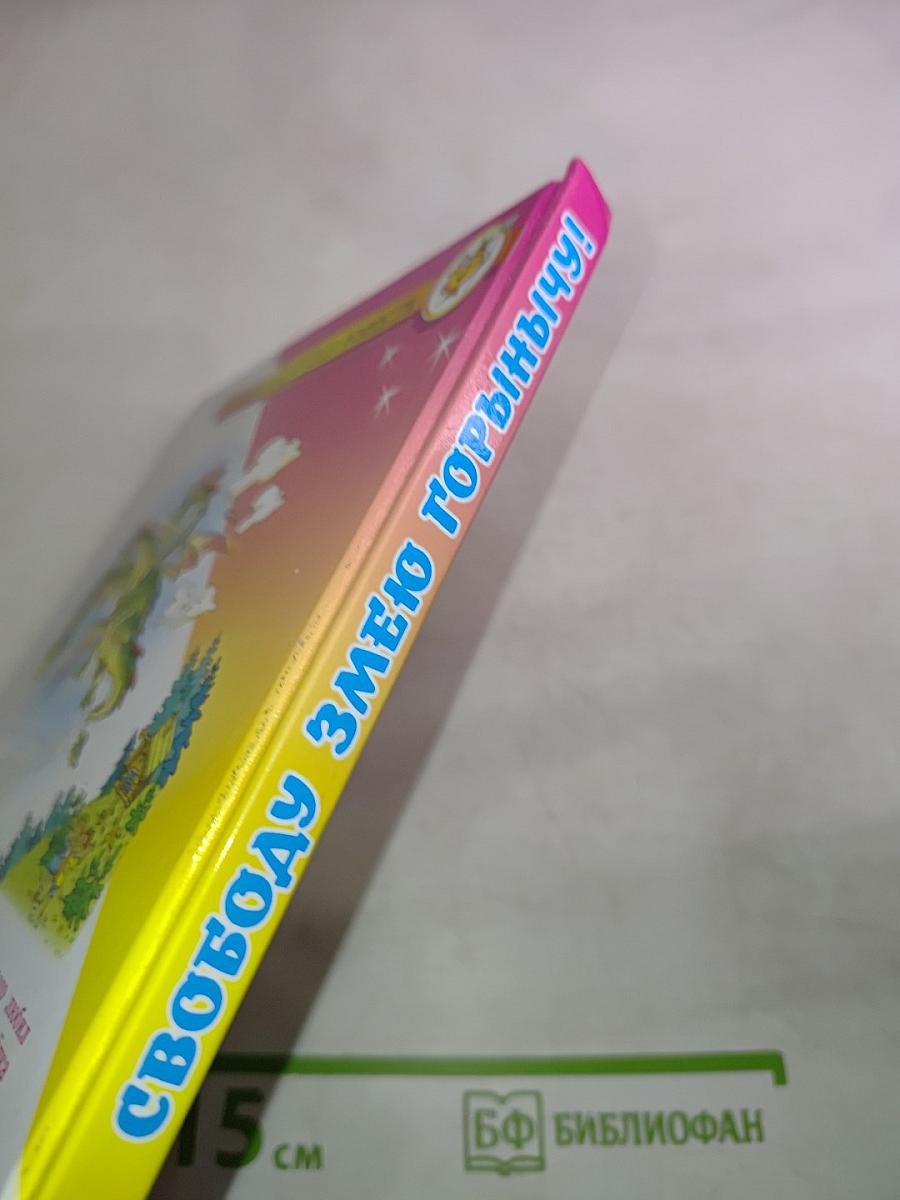 СВОБОДУ ЗМЕЮ ГОРЫНЫЧУ!
15 см
БФ БИБЛИОФАН